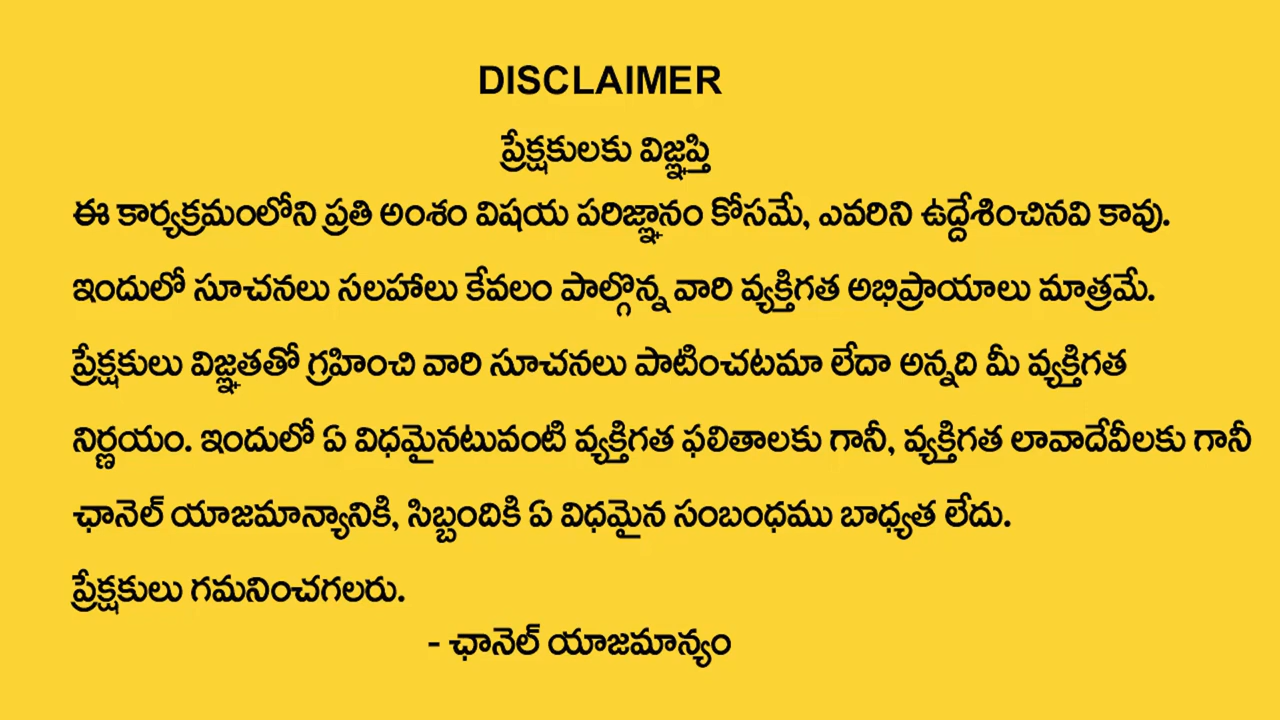 DISCLAIMER
ప్రేక్షకులకు విజ్ఞప్తి
ఈ కార్యక్రమంలోని ప్రతి అంశం విషయ పరిజ్ఞానం కోసమే, ఎవరిని ఉద్దేశించినవి కావు.
ఇందులో సూచనలు సలహాలు కేవలం పాల్గొన్న వారి వ్యక్తిగత అభిప్రాయాలు మాత్రమే.
ప్రేక్షకులు విజ్ఞతతో గ్రహించి వారి సూచనలు పాటించటమా లేదా అన్నది మీ వ్యక్తిగత
నిర్ణయం. ఇందులో ఏ విధమైనటువంటి వ్యక్తిగత ఫలితాలకు గానీ, వ్యక్తిగత లావాదేవీలకు గానీ
ఛానెల్ యాజమాన్యానికి, సిబ్బందికి ఏ విధమైన సంబంధము బాధ్యత లేదు.
ప్రేక్షకులు గమనించగలరు.
- ఛానెల్ యాజమాన్యం